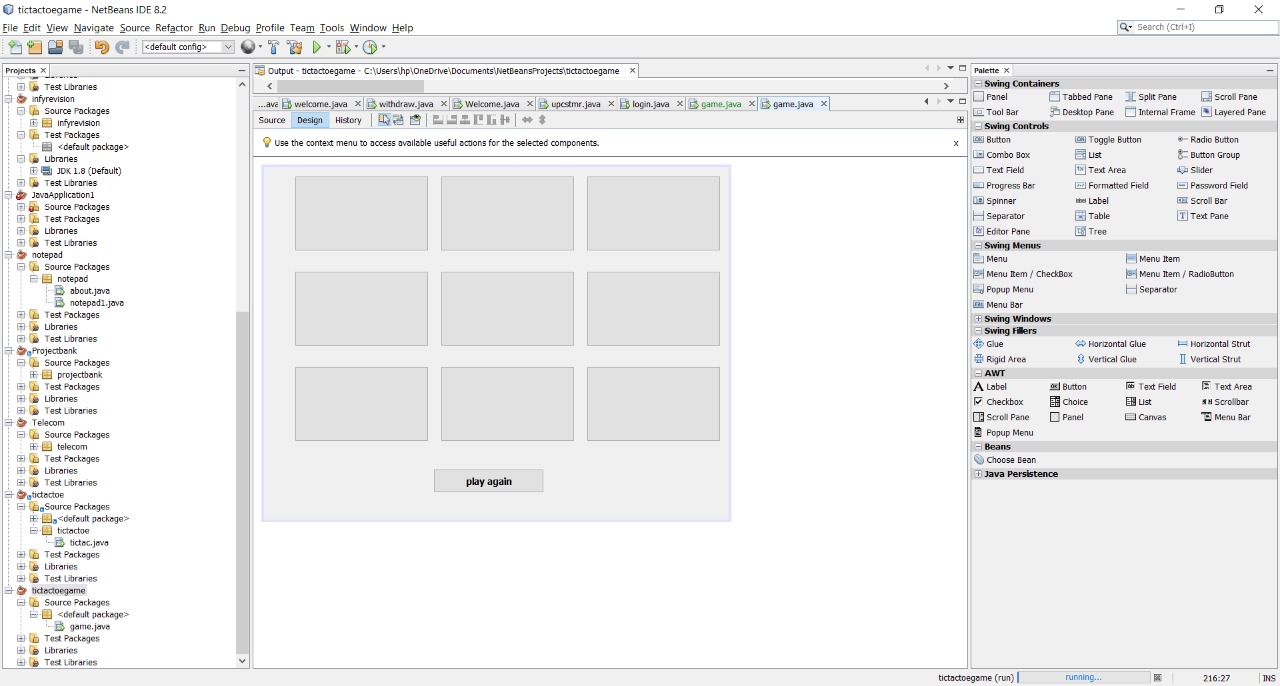 tictactoegame - NetBeans IDE 8.2
File Edit View Navigate Source Refactor Run Debug Profile Team Tools Window Help
Search (Ctrl+I)
<default config>
Projects
Libraries
Test Libraries
infyrevision
Source Packages
infyrevision
Test Packages
<default package>
Libraries
JDK 1.8 (Default)
Test Libraries
JavaApplication1
Source Packages
Test Packages
Libraries
Test Libraries
notepad
Source Packages
notepad
about.java
notepad1.java
Test Packages
Libraries
Test Libraries
Projectbank
Source Packages
projectbank
Test Packages
Libraries
Test Libraries
Telecom
Source Packages
telecom
Test Packages
Libraries
Test Libraries
tictactoe
Source Packages
<default package>
tictactoe
tictac.java
Test Packages
Libraries
Test Libraries
tictactoegame
Source Packages
<default package>
game.java
Test Packages
Libraries
Test Libraries
Output - tictactoegame - C:\Users\hp\OneDrive\Documents\NetBeansProjects\tictactoegame
...ava welcome.java withdraw.java Welcome.java upcstmr.java login.java game.java game.java
Source Design History
Use the context menu to access available useful actions for the selected components. x
play again
Palette
Swing Containers
Panel Tabbed Pane Split Pane Scroll Pane
Tool Bar Desktop Pane Internal Frame Layered Pane
Swing Controls
Button Toggle Button Radio Button
Combo Box List Button Group
Text Field Text Area Slider
Progress Bar Formatted Field Password Field
Spinner Label Scroll Bar
Separator Table Text Pane
Editor Pane Tree
Swing Menus
Menu Menu Item
Menu Item / CheckBox Menu Item / RadioButton
Popup Menu Separator
Menu Bar
Swing Windows
Swing Fillers
Glue Horizontal Glue Horizontal Strut
Rigid Area Vertical Glue Vertical Strut
AWT
Label Button Text Field Text Area
Checkbox Choice List Scrollbar
Scroll Pane Panel Canvas Menu Bar
Popup Menu
Beans
Choose Bean
Java Persistence
tictactoegame (run) running... 216:27 INS